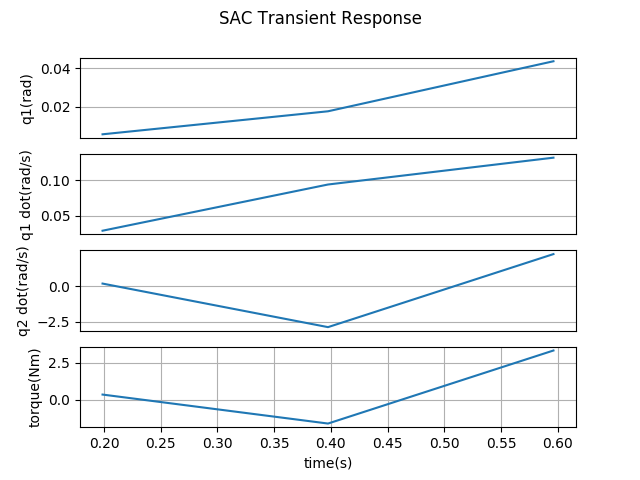 SAC Transient Response
0.04
0.02
q1(rad)
0.10
0.05
q1 dot(rad/s)
0.0
−2.5
q2 dot(rad/s)
2.5
0.0
torque(Nm)
0.20 0.25 0.30 0.35 0.40 0.45 0.50 0.55 0.60
time(s)